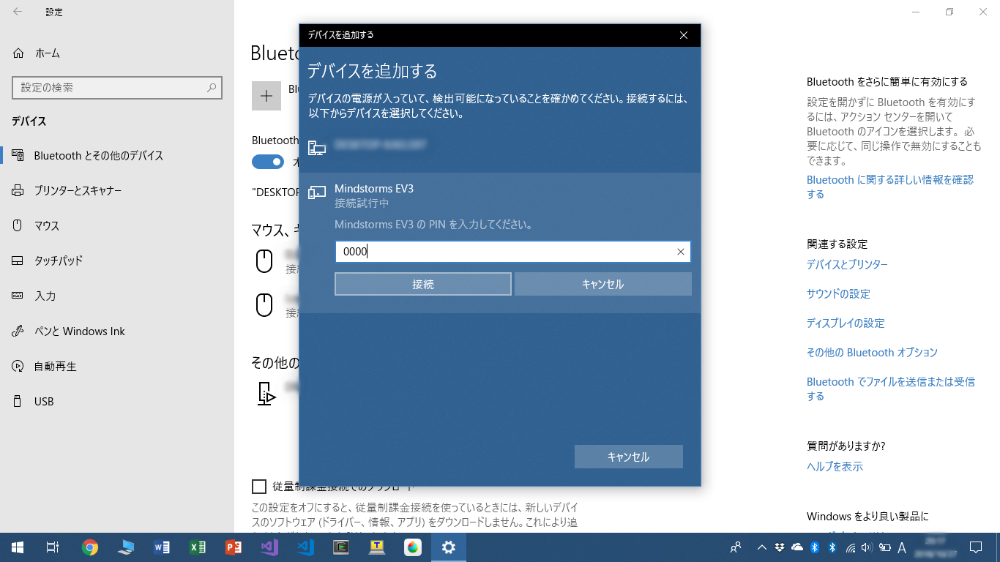 設定
ホーム
設定の検索
デバイス
Bluetooth とその他のデバイス
プリンターとスキャナー
マウス
タッチパッド
入力
ペンと Windows Ink
自動再生
USB
Blueto
Bl
Bluetooth
オ
"DESKTOP
マウス、キ
接続
接続
その他の
従量制課金接続でのダウンロード
この設定をオフにすると、従量制課金接続を使っているときには、新しいデバイ
スのソフトウェア (ドライバー、情報、アプリ) をダウンロードしません。これにより追
デバイスを追加する
デバイスを追加する
デバイスの電源が入っていて、検出可能になっていることを確かめてください。接続するには、
以下からデバイスを選択してください。
Mindstorms EV3
接続試行中
Mindstorms EV3 の PIN を入力してください。
0000
接続
キャンセル
キャンセル
Bluetooth をさらに簡単に有効にする
設定を開かずに Bluetooth を有効にす
るには、アクション センターを開いて
Bluetooth のアイコンを選択します。必
要に応じて、同じ操作で無効にすることも
できます。
Bluetooth に関する詳しい情報を確認
する
関連する設定
デバイスとプリンター
サウンドの設定
ディスプレイの設定
その他の Bluetooth オプション
Bluetooth でファイルを送信または受信
する
質問がありますか?
ヘルプを表示
Windows をより良い製品に
A